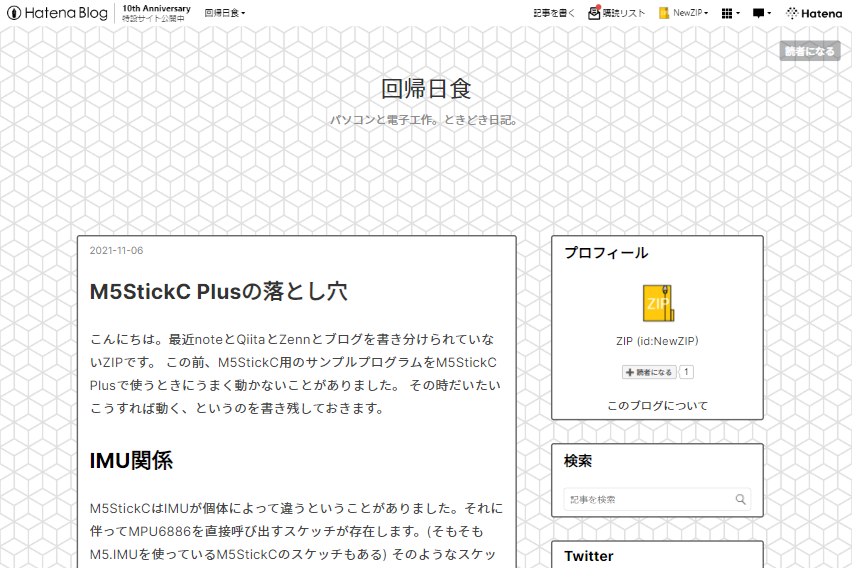 Hatena Blog
10th Anniversary
特設サイト公開中
回帰日食
記事を書く
購読リスト
NewZIP
Hatena
読者になる
回帰日食
パソコンと電子工作。ときどき日記。
2021-11-06
M5StickC Plusの落とし穴
こんにちは。最近noteとQiitaとZennとブログを書き分けられていな
いZIPです。 この前、M5StickC用のサンプルプログラムをM5StickC
Plusで使うときにうまく動かないことがありました。 その時だいたい
こうすれば動く、というのを書き残しておきます。
IMU関係
M5StickCはIMUが個体によって違うということがありました。それに
伴ってMPU6886を直接呼び出すスケッチが存在します。(そもそも
M5.IMUを使っているM5StickCのスケッチもある) そのようなスケッ
プロフィール
ZIP
ZIP (id:NewZIP)
読者になる 1
このブログについて
検索
記事を検索
Twitter